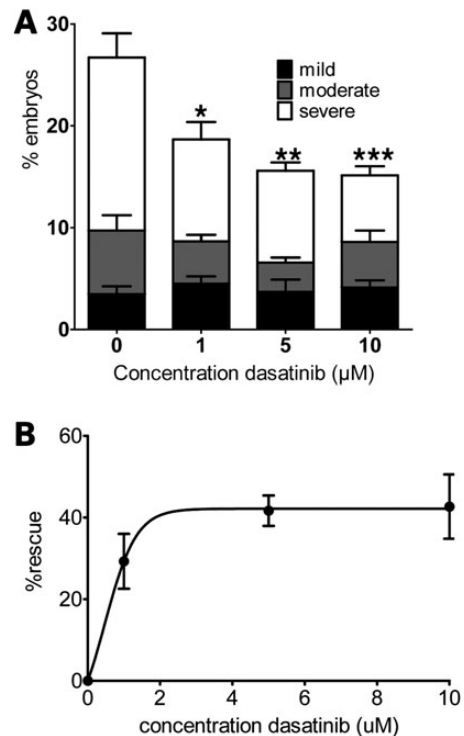 A
30
20
10
0
% embryos
mild
moderate
severe
*
**
***
0 1 5 10
Concentration dasatinib (µM)
B
60
40
20
0
%rescue
0 2 4 6 8 10
concentration dasatinib (uM)